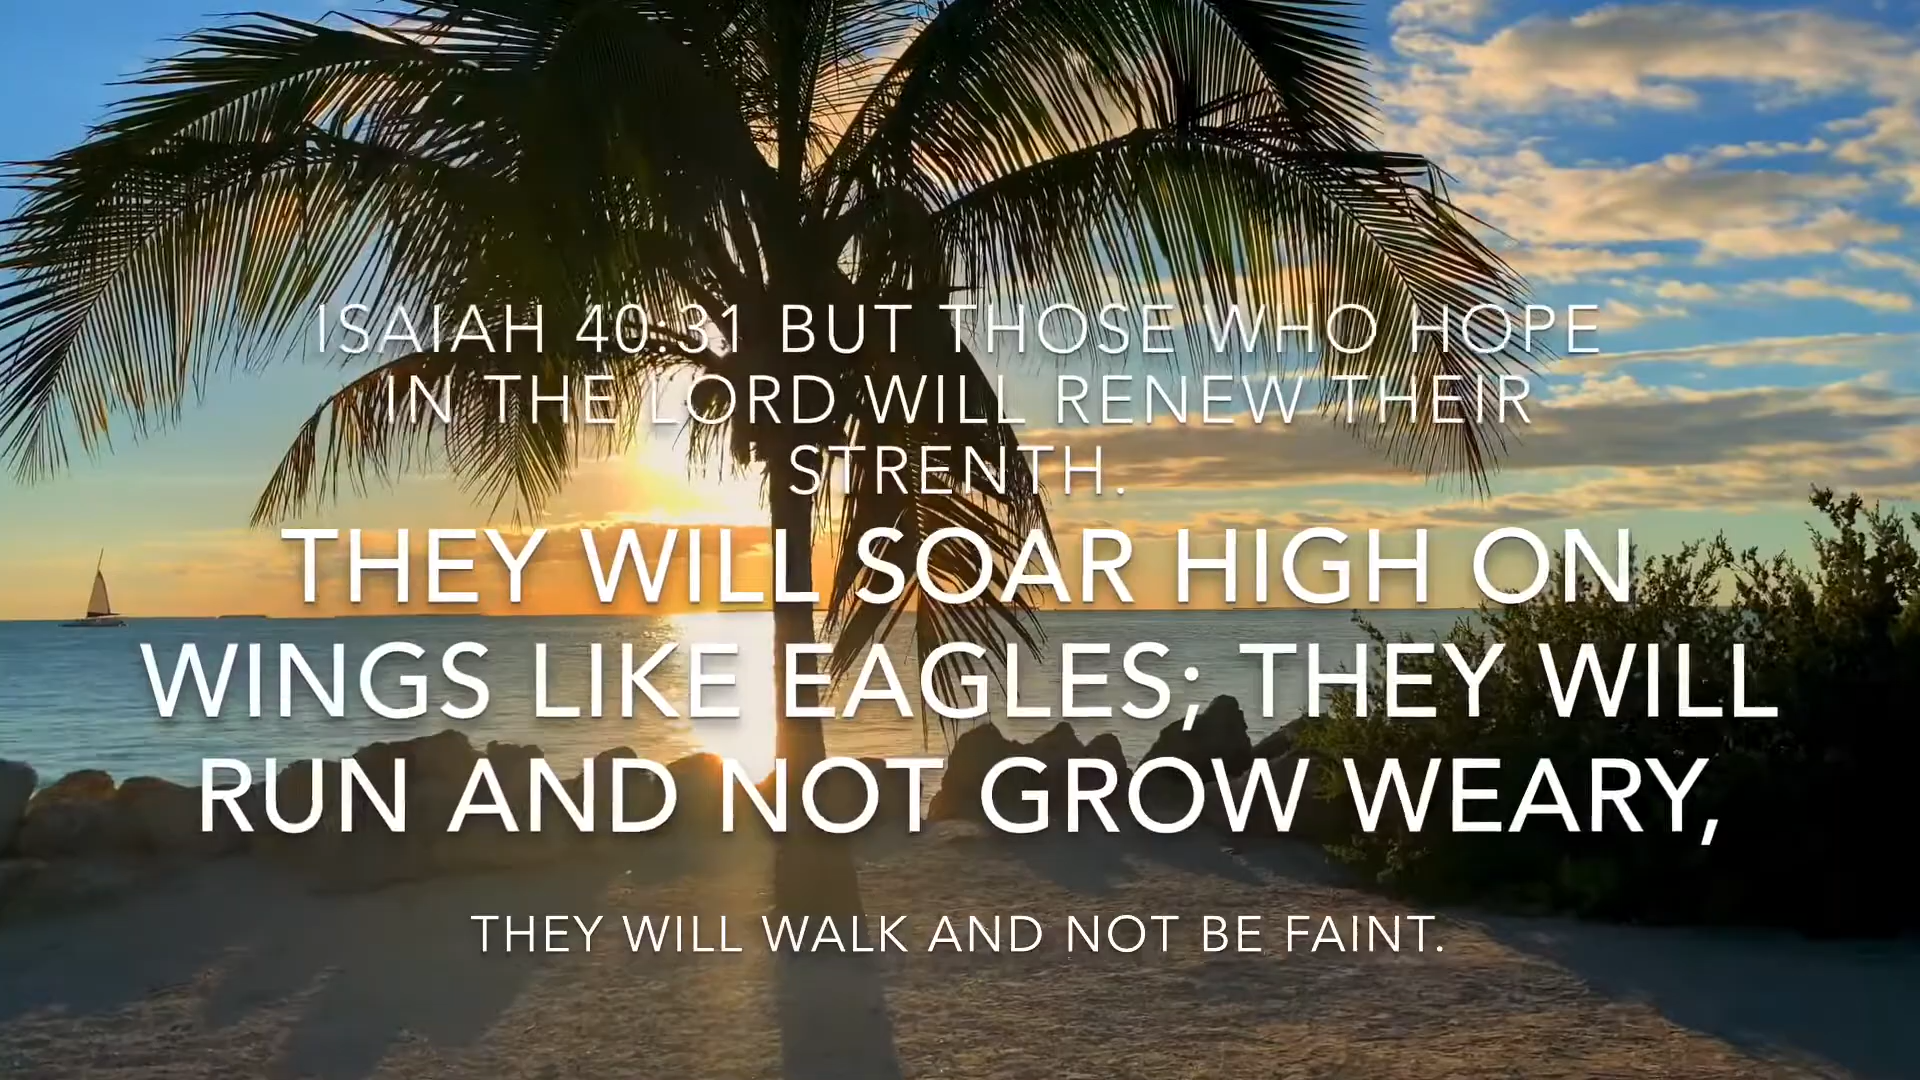 ISAIAH 40:31 BUT THOSE WHO HOPE
IN THE LORD WILL RENEW THEIR
STRENTH.
THEY WILL SOAR HIGH ON
WINGS LIKE EAGLES; THEY WILL
RUN AND NOT GROW WEARY,
THEY WILL WALK AND NOT BE FAINT.